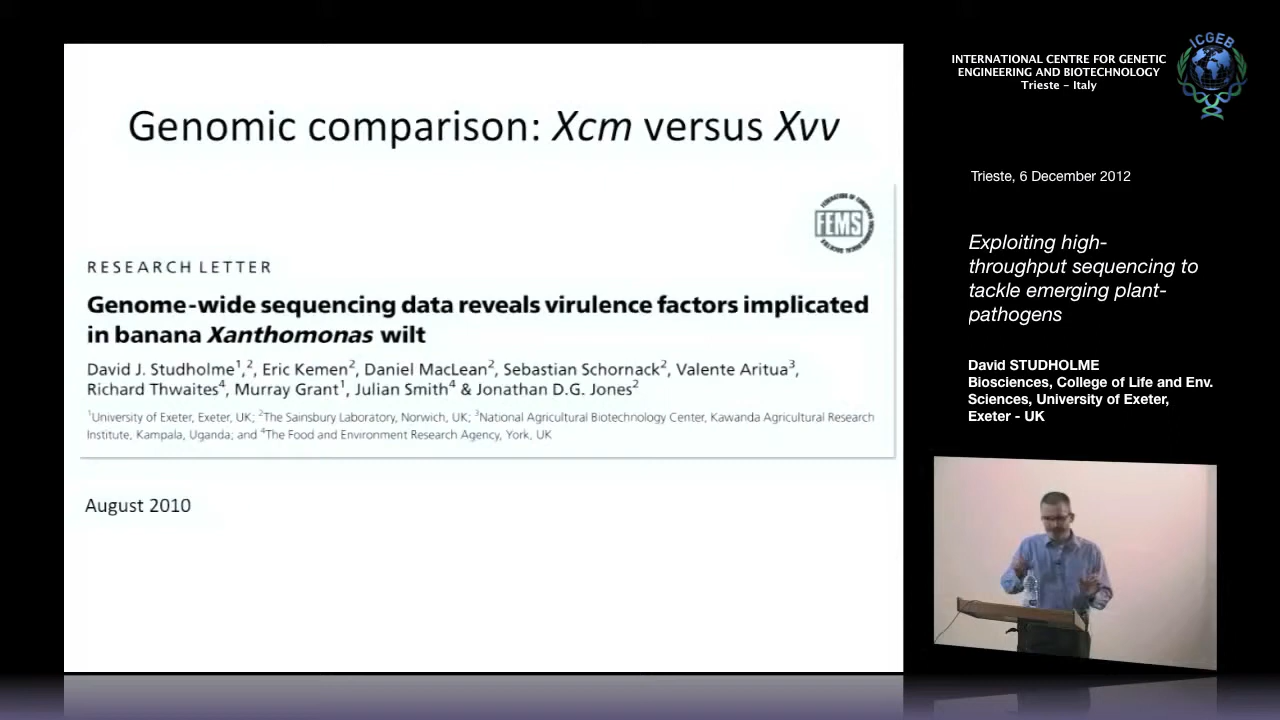 Genomic comparison: Xcm versus Xvv
FEMS
RESEARCH LETTER
Genome-wide sequencing data reveals virulence factors implicated
in banana Xanthomonas wilt
David J. Studholme1,2, Eric Kemen2, Daniel MacLean2, Sebastian Schornack2, Valente Aritua3,
Richard Thwaites4, Murray Grant1, Julian Smith4 & Jonathan D.G. Jones2
1University of Exeter, Exeter, UK; 2The Sainsbury Laboratory, Norwich, UK; 3National Agricultural Biotechnology Center, Kawanda Agricultural Research
Institute, Kampala, Uganda; and 4The Food and Environment Research Agency, York, UK
August 2010
INTERNATIONAL CENTRE FOR GENETIC
ENGINEERING AND BIOTECHNOLOGY
Trieste – Italy
ICGEB
Trieste, 6 December 2012
Exploiting high-
throughput sequencing to
tackle emerging plant-
pathogens
David STUDHOLME
Biosciences, College of Life and Env.
Sciences, University of Exeter,
Exeter - UK